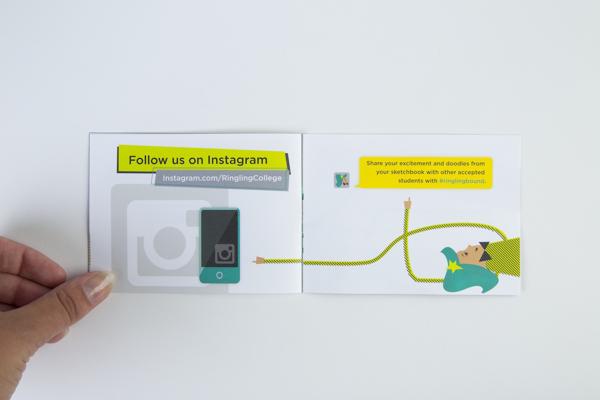 Follow us on Instagram
Instagram.com/RinglingCollege
Share your excitement and doodles from
your sketchbook with other accepted
students with #ringlingbound.